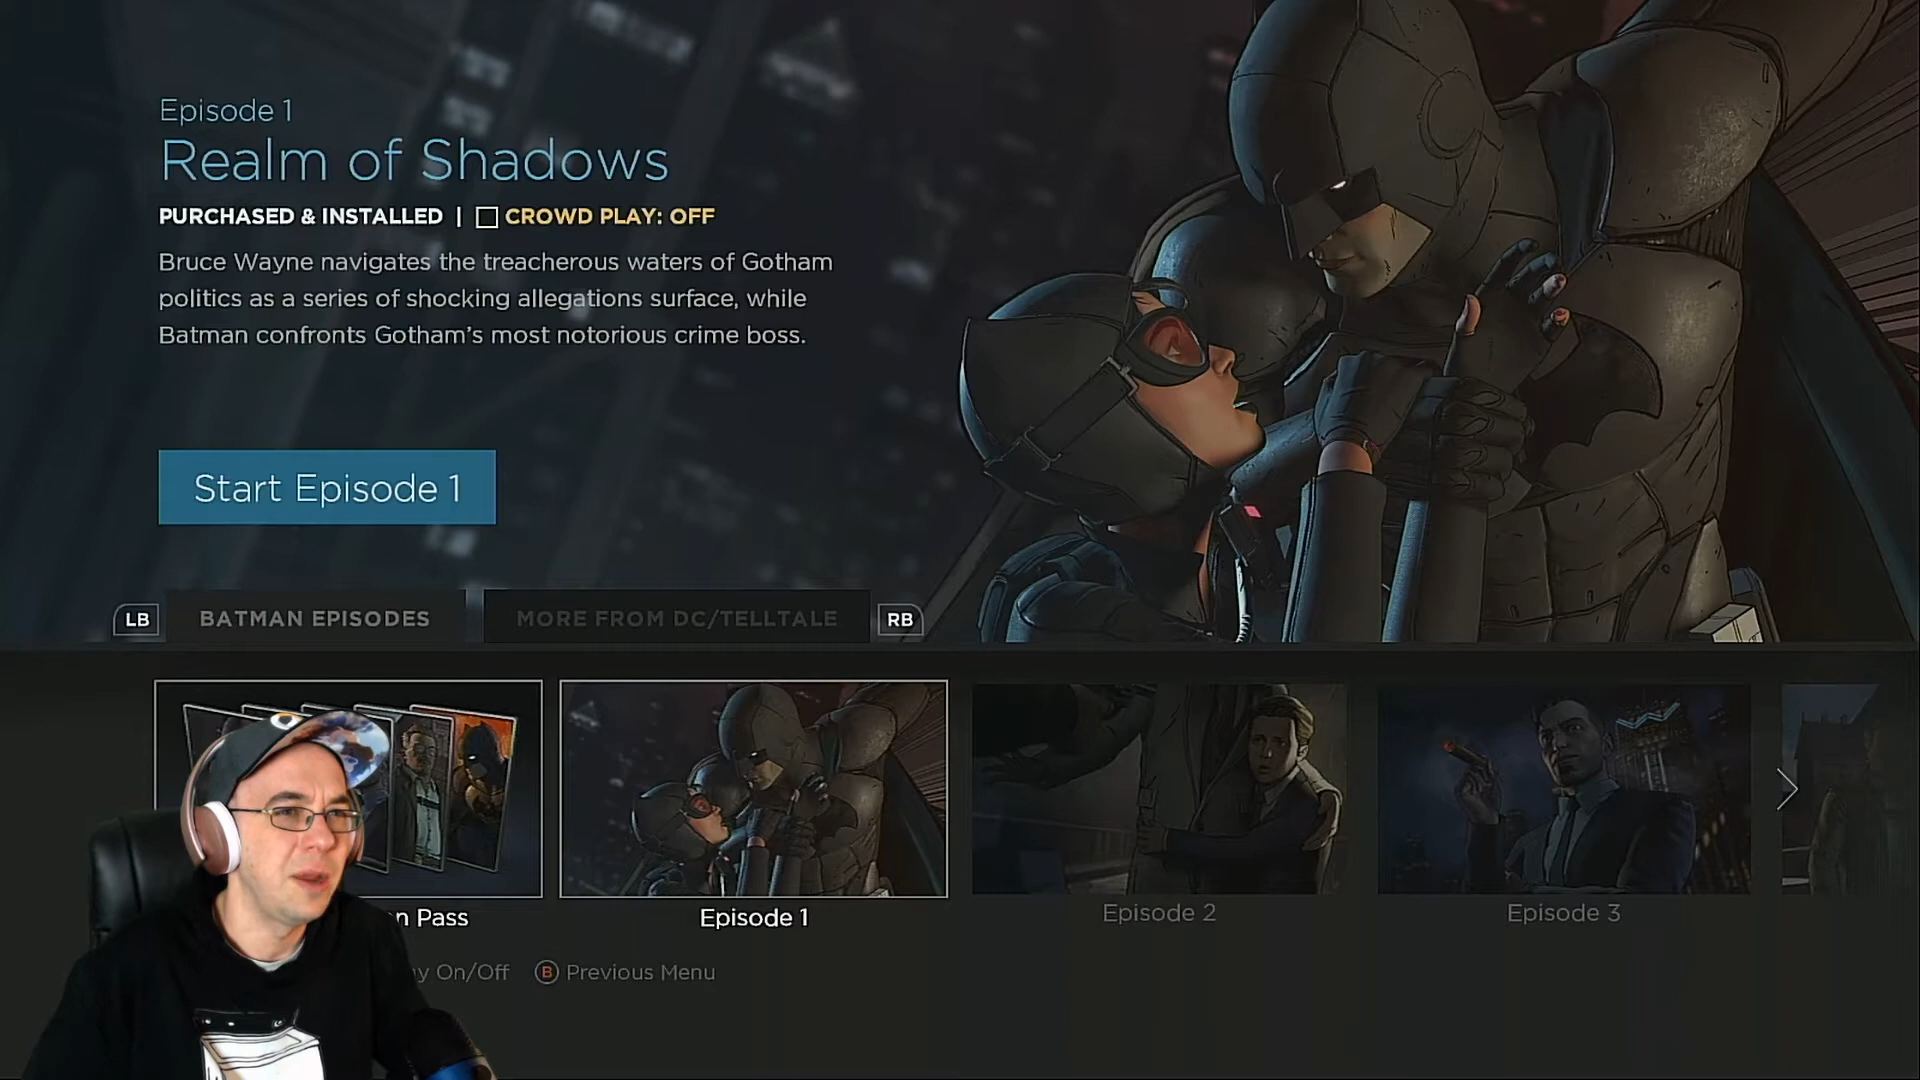 Episode 1
Realm of Shadows
PURCHASED & INSTALLED | CROWD PLAY: OFF
Bruce Wayne navigates the treacherous waters of Gotham
politics as a series of shocking allegations surface, while
Batman confronts Gotham's most notorious crime boss.
Start Episode 1
LB BATMAN EPISODES MORE FROM DC/TELLTALE RB
Pass Episode 1 Episode 2 Episode 3
On/Off B Previous Menu